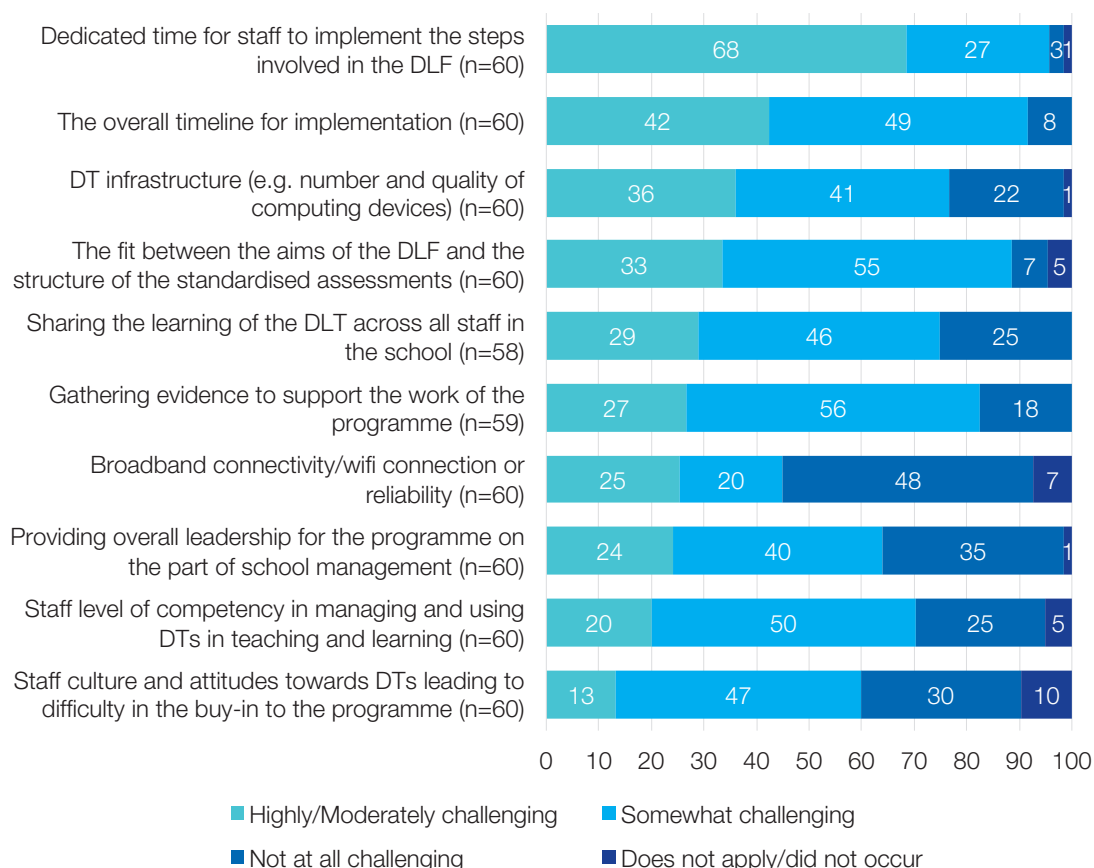 Dedicated time for staff to implement the steps
involved in the DLF (n=60)
68 27 3 1
The overall timeline for implementation (n=60)
42 49 8
DT infrastructure (e.g. number and quality of
computing devices) (n=60)
36 41 22 1
The fit between the aims of the DLF and the
structure of the standardised assessments (n=60)
33 55 7 5
Sharing the learning of the DLT across all staff in
the school (n=58)
29 46 25
Gathering evidence to support the work of the
programme (n=59)
27 56 18
Broadband connectivity/wifi connection or
reliability (n=60)
25 20 48 7
Providing overall leadership for the programme on
the part of school management (n=60)
24 40 35 1
Staff level of competency in managing and using
DTs in teaching and learning (n=60)
20 50 25 5
Staff culture and attitudes towards DTs leading to
difficulty in the buy-in to the programme (n=60)
13 47 30 10
0 10 20 30 40 50 60 70 80 90 100
Highly/Moderately challenging Somewhat challenging
Not at all challenging Does not apply/did not occur